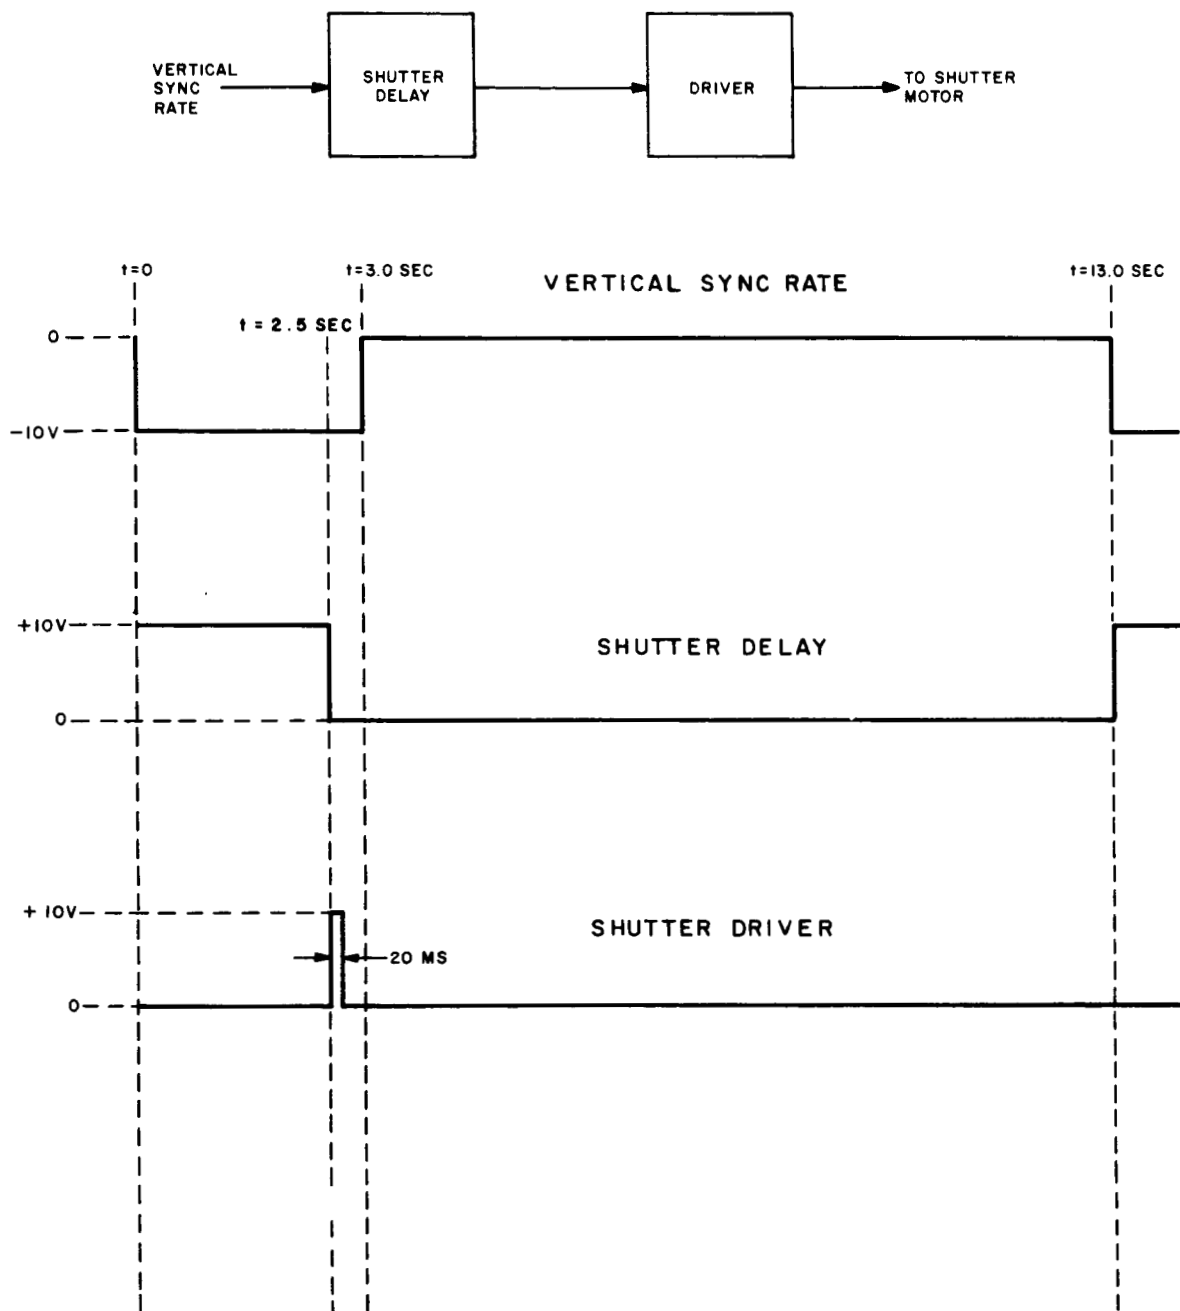 VERTICAL
SYNC
RATE
SHUTTER
DELAY
DRIVER
TO SHUTTER
MOTOR
t=0
t=3.0 SEC
VERTICAL SYNC RATE
t=13.0 SEC
t = 2.5 SEC
0
-10V
+10V
SHUTTER DELAY
0
+ 10V
SHUTTER DRIVER
20 MS
0